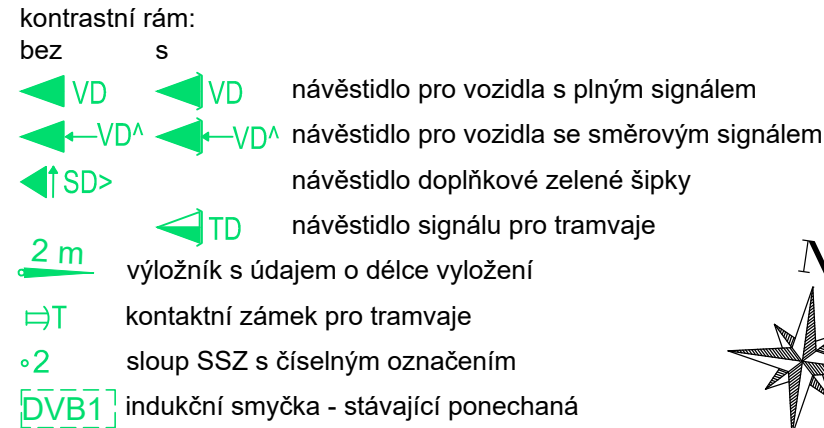 kontrastní rám:
bez s
VD VD návěstidlo pro vozidla s plným signálem
VD^ VD^ návěstidlo pro vozidla se směrovým signálem
SD> návěstidlo doplňkové zelené šipky
TD návěstidlo signálu pro tramvaje
2 m výložník s údajem o délce vyložení
T kontaktní zámek pro tramvaje
2 sloup SSZ s číselným označením
DVB1 indukční smyčka - stávající ponechaná
N